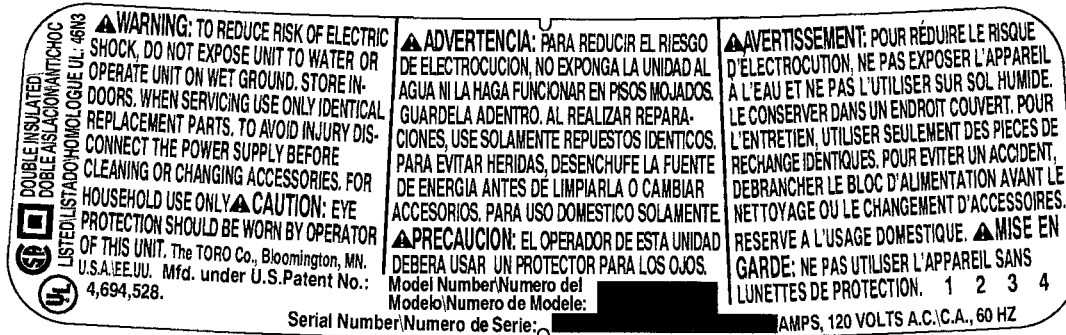 DOUBLE INSULATED\
DOBLE AISLACION\ANTICHOC
LISTED\LISTADO\HOMOLOGUE UL: 46N3
SA
UL
⚠WARNING: TO REDUCE RISK OF ELECTRIC
SHOCK, DO NOT EXPOSE UNIT TO WATER OR
OPERATE UNIT ON WET GROUND. STORE IN-
DOORS. WHEN SERVICING USE ONLY IDENTICAL
REPLACEMENT PARTS. TO AVOID INJURY DIS-
CONNECT THE POWER SUPPLY BEFORE
CLEANING OR CHANGING ACCESSORIES. FOR
HOUSEHOLD USE ONLY⚠CAUTION: EYE
PROTECTION SHOULD BE WORN BY OPERATOR
OF THIS UNIT. The TORO Co., Bloomington, MN.
U.S.A.\EE.UU. Mfd. under U.S.Patent No.:
4,694,528.
⚠ADVERTENCIA: PARA REDUCIR EL RIESGO
DE ELECTROCUCION, NO EXPONGA LA UNIDAD AL
AGUA NI LA HAGA FUNCIONAR EN PISOS MOJADOS.
GUARDELA ADENTRO. AL REALIZAR REPARA-
CIONES, USE SOLAMENTE REPUESTOS IDENTICOS.
PARA EVITAR HERIDAS, DESENCHUFE LA FUENTE
DE ENERGIA ANTES DE LIMPIARLA O CAMBIAR
ACCESORIOS. PARA USO DOMESTICO SOLAMENTE.
⚠PRECAUCION: EL OPERADOR DE ESTA UNIDAD
DEBERA USAR UN PROTECTOR PARA LOS OJOS.
Model Number\Numero del
Modelo\Numero de Modele:
Serial Number\Numero de Serie:
⚠AVERTISSEMENT: POUR RÉDUIRE LE RISQUE
D'ÉLECTROCUTION, NE PAS EXPOSER L'APPAREIL
A L'EAU ET NE PAS L'UTILISER SUR SOL HUMIDE.
LE CONSERVER DANS UN ENDROIT COUVERT. POUR
L'ENTRETIEN, UTILISER SEULEMENT DES PIECES DE
RECHANGE IDENTIQUES. POUR EVITER UN ACCIDENT,
DEBRANCHER LE BLOC D'ALIMENTATION AVANT LE
NETTOYAGE OU LE CHANGEMENT D'ACCESSOIRES.
RESERVE A L'USAGE DOMESTIQUE. ⚠MISE EN
GARDE: NE PAS UTILISER L'APPAREIL SANS
LUNETTES DE PROTECTION. 1 2 3 4
AMPS, 120 VOLTS A.C.\C.A., 60 HZ